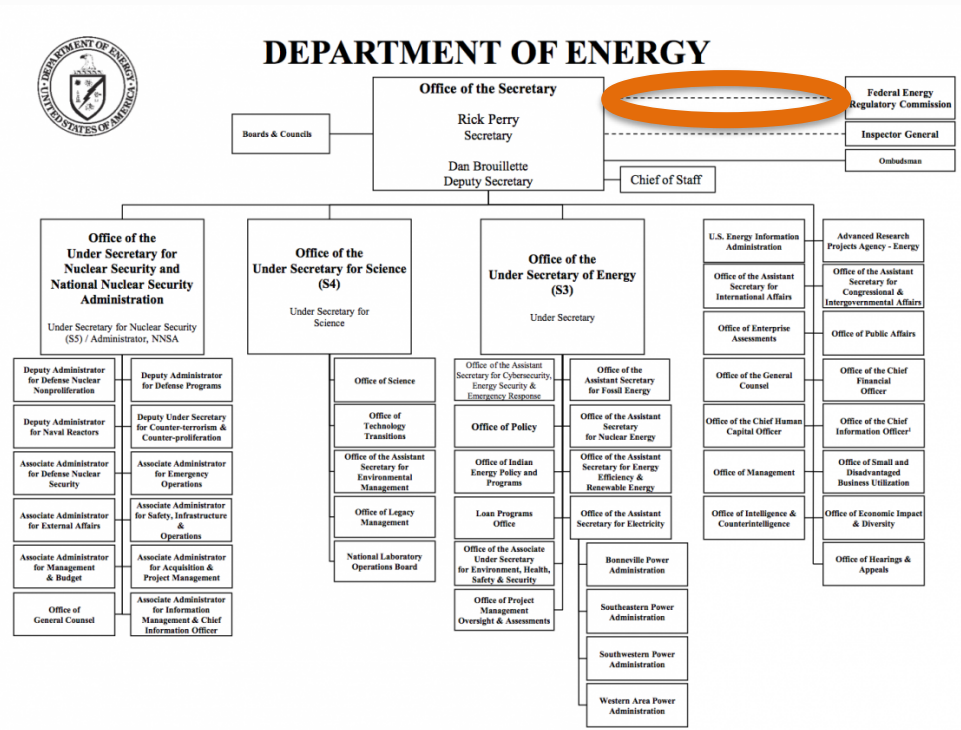 DEPARTMENT OF ENERGY
DEPARTMENT OF ENERGY
UNITED STATES OF AMERICA
Office of the Secretary
Rick Perry
Secretary
Dan Brouillette
Deputy Secretary
Boards & Councils
Federal Energy
Regulatory Commission
Inspector General
Ombudsman
Chief of Staff
Office of the
Under Secretary for
Nuclear Security and
National Nuclear Security
Administration
Under Secretary for Nuclear Security
(S5) / Administrator, NNSA
Office of the
Under Secretary for Science
(S4)
Under Secretary for
Science
Office of the
Under Secretary of Energy
(S3)
Under Secretary
U.S. Energy Information
Administration
Advanced Research
Projects Agency - Energy
Office of the Assistant
Secretary for
International Affairs
Office of the Assistant
Secretary for
Congressional &
Intergovernmental Affairs
Office of Enterprise
Assessments
Office of Public Affairs
Office of the General
Counsel
Office of the Chief
Financial
Officer
Office of the Chief Human
Capital Officer
Office of the Chief
Information Officer¹
Office of Management
Office of Small and
Disadvantaged
Business Utilization
Office of Intelligence &
Counterintelligence
Office of Economic Impact
& Diversity
Office of Hearings &
Appeals
Deputy Administrator
for Defense Nuclear
Nonproliferation
Deputy Administrator
for Defense Programs
Deputy Administrator
for Naval Reactors
Deputy Under Secretary
for Counter-terrorism &
Counter-proliferation
Associate Administrator
for Defense Nuclear
Security
Associate Administrator
for Emergency
Operations
Associate Administrator
for External Affairs
Associate Administrator
for Safety, Infrastructure
&
Operations
Associate Administrator
for Management
& Budget
Associate Administrator
for Acquisition &
Project Management
Office of
General Counsel
Associate Administrator
for Information
Management & Chief
Information Officer
Office of Science
Office of
Technology
Transitions
Office of the Assistant
Secretary for
Environmental
Management
Office of Legacy
Management
National Laboratory
Operations Board
Office of the Assistant
Secretary for Cybersecurity,
Energy Security &
Emergency Response
Office of the
Assistant Secretary
for Fossil Energy
Office of Policy
Office of the Assistant
Secretary
for Nuclear Energy
Office of Indian
Energy Policy and
Programs
Office of the Assistant
Secretary for Energy
Efficiency &
Renewable Energy
Loan Programs
Office
Office of the Assistant
Secretary for Electricity
Office of the Associate
Under Secretary
for Environment, Health,
Safety & Security
Office of Project
Management
Oversight & Assessments
Bonneville Power
Administration
Southeastern Power
Administration
Southwestern Power
Administration
Western Area Power
Administration